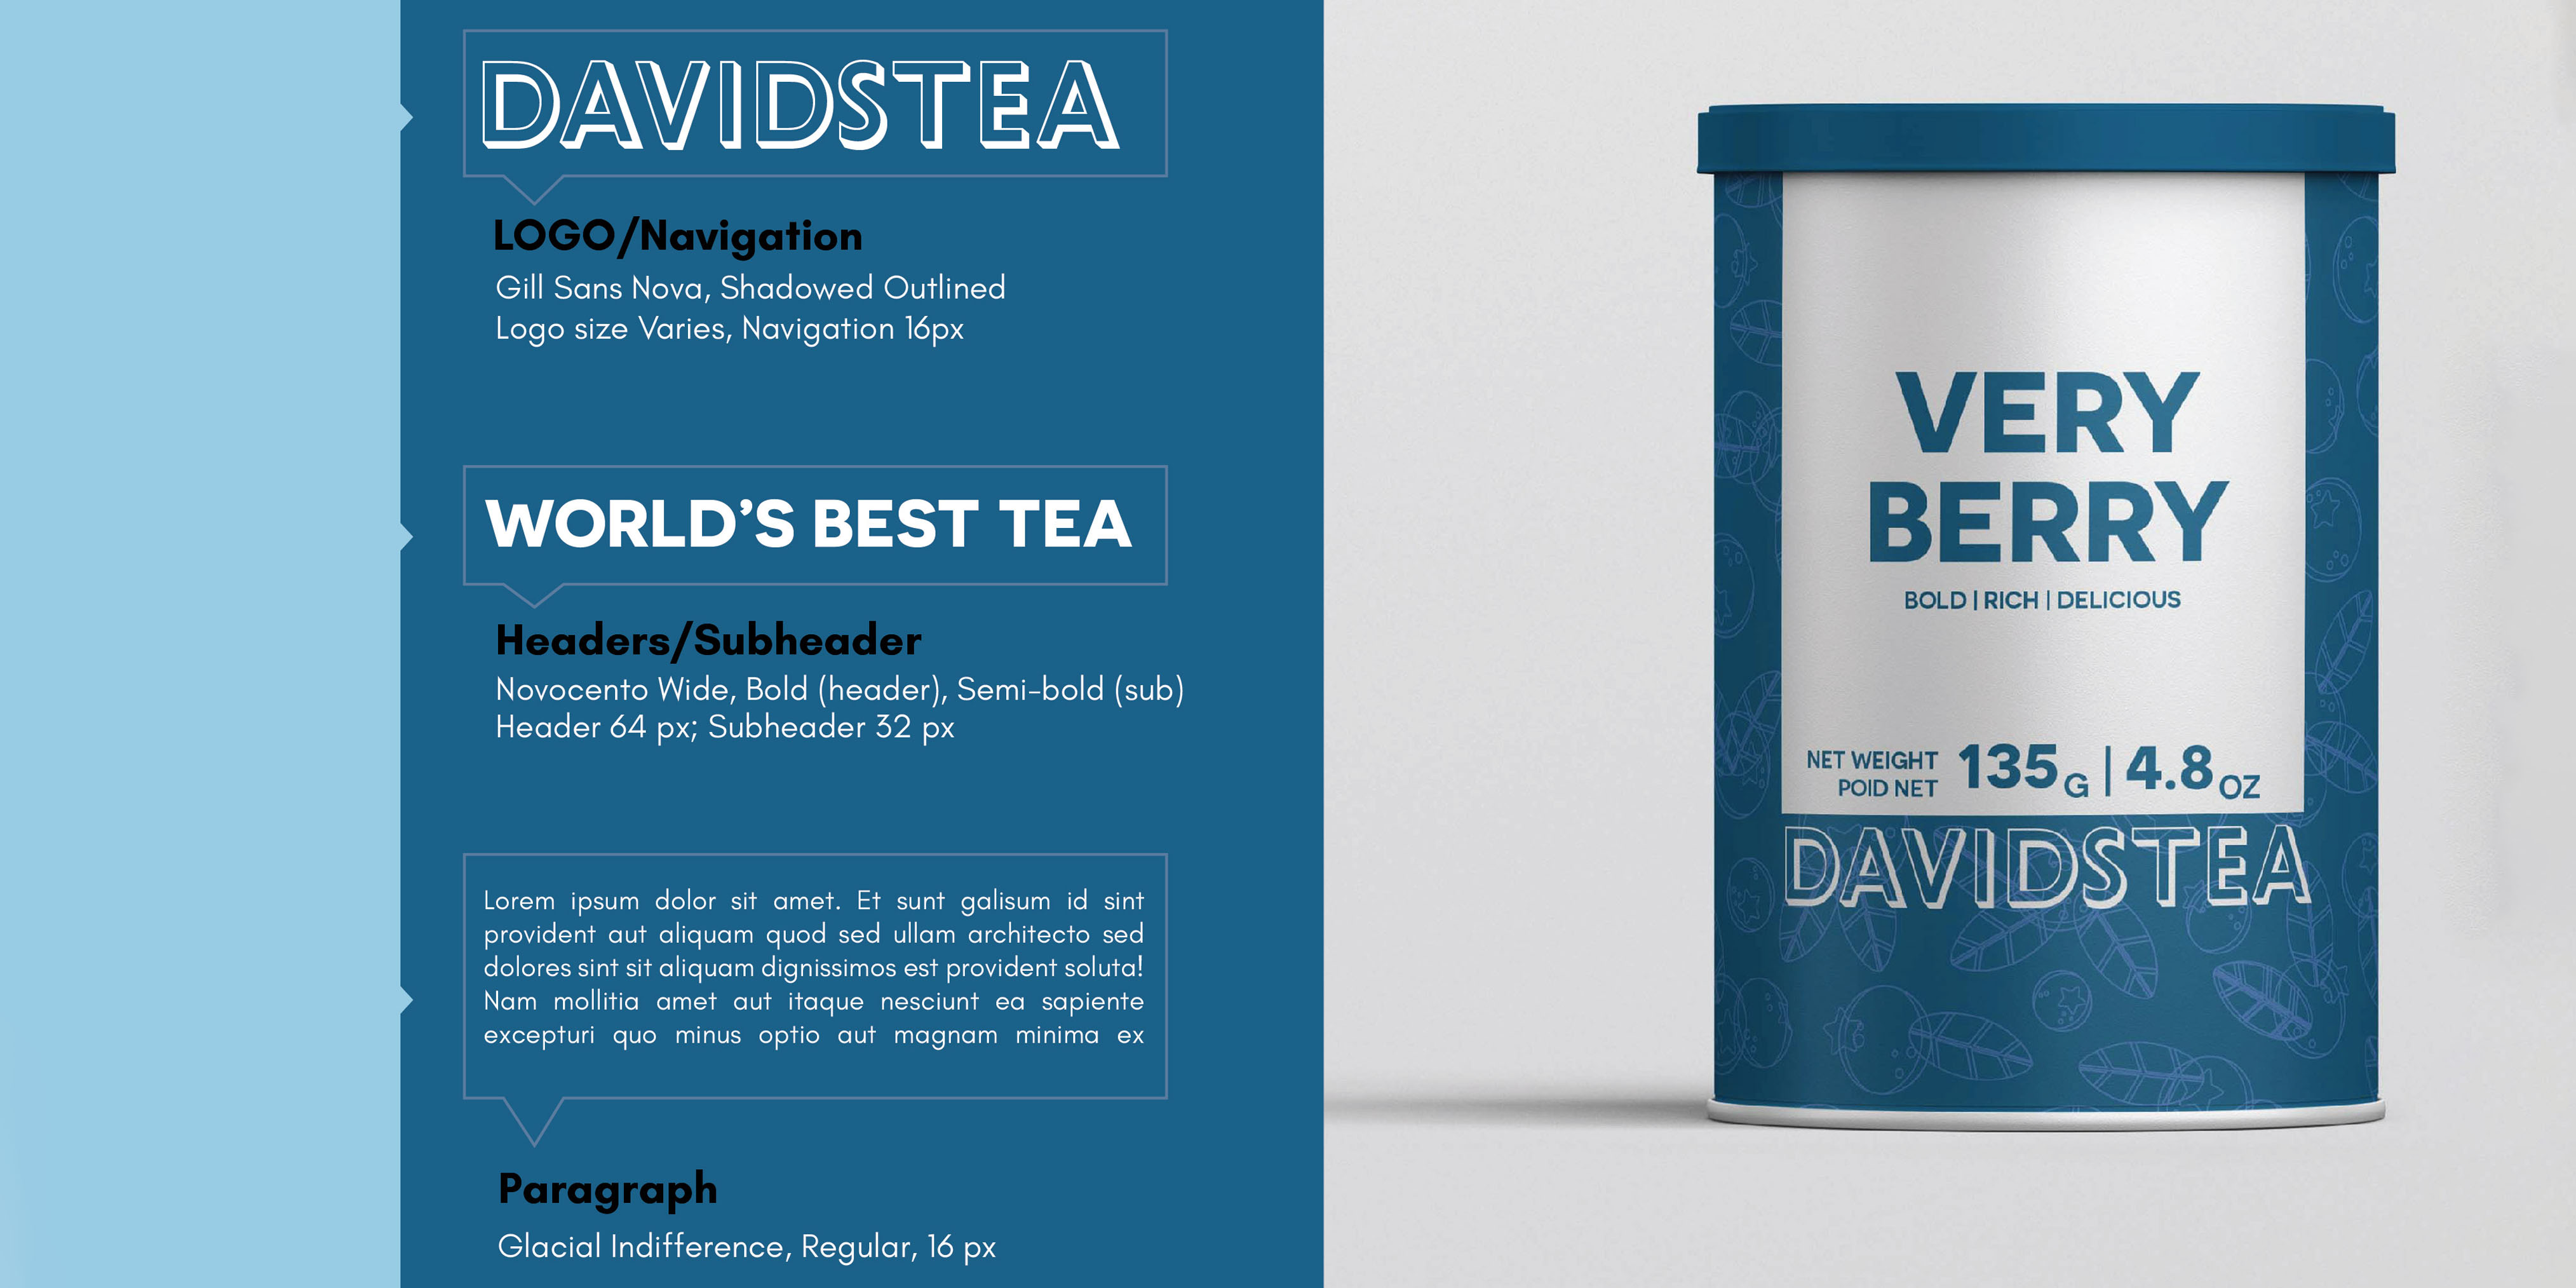 DAVIDSTEA
LOGO/Navigation
Gill Sans Nova, Shadowed Outlined
Logo size Varies, Navigation 16px
WORLD'S BEST TEA
Headers/Subheader
Novocento Wide, Bold (header), Semi-bold (sub)
Header 64 px; Subheader 32 px
Lorem ipsum dolor sit amet. Et sunt galisum id sint
provident aut aliquam quod sed ullam architecto sed
dolores sint sit aliquam dignissimos est provident soluta!
Nam mollitia amet aut itaque nesciunt ea sapiente
excepturi quo minus optio aut magnam minima ex
Paragraph
Glacial Indifference, Regular, 16 px
VERY
BERRY
BOLD | RICH | DELICIOUS
NET WEIGHT
POID NET
135G | 4.8OZ
DAVIDSTEA